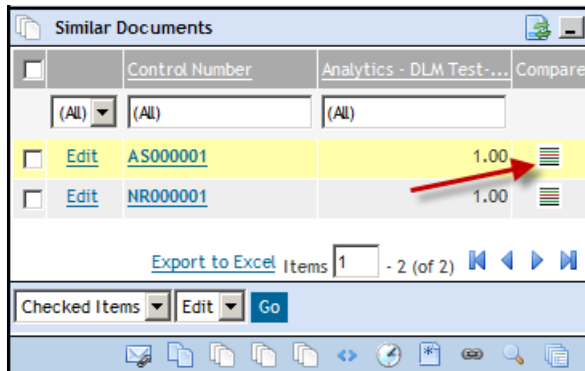 Similar Documents
Control Number Analytics - DLM Test-... Compare
(All) (All) (All)
Edit AS000001 1.00
Edit NR000001 1.00
Export to Excel Items 1 - 2 (of 2)
Checked Items Edit Go